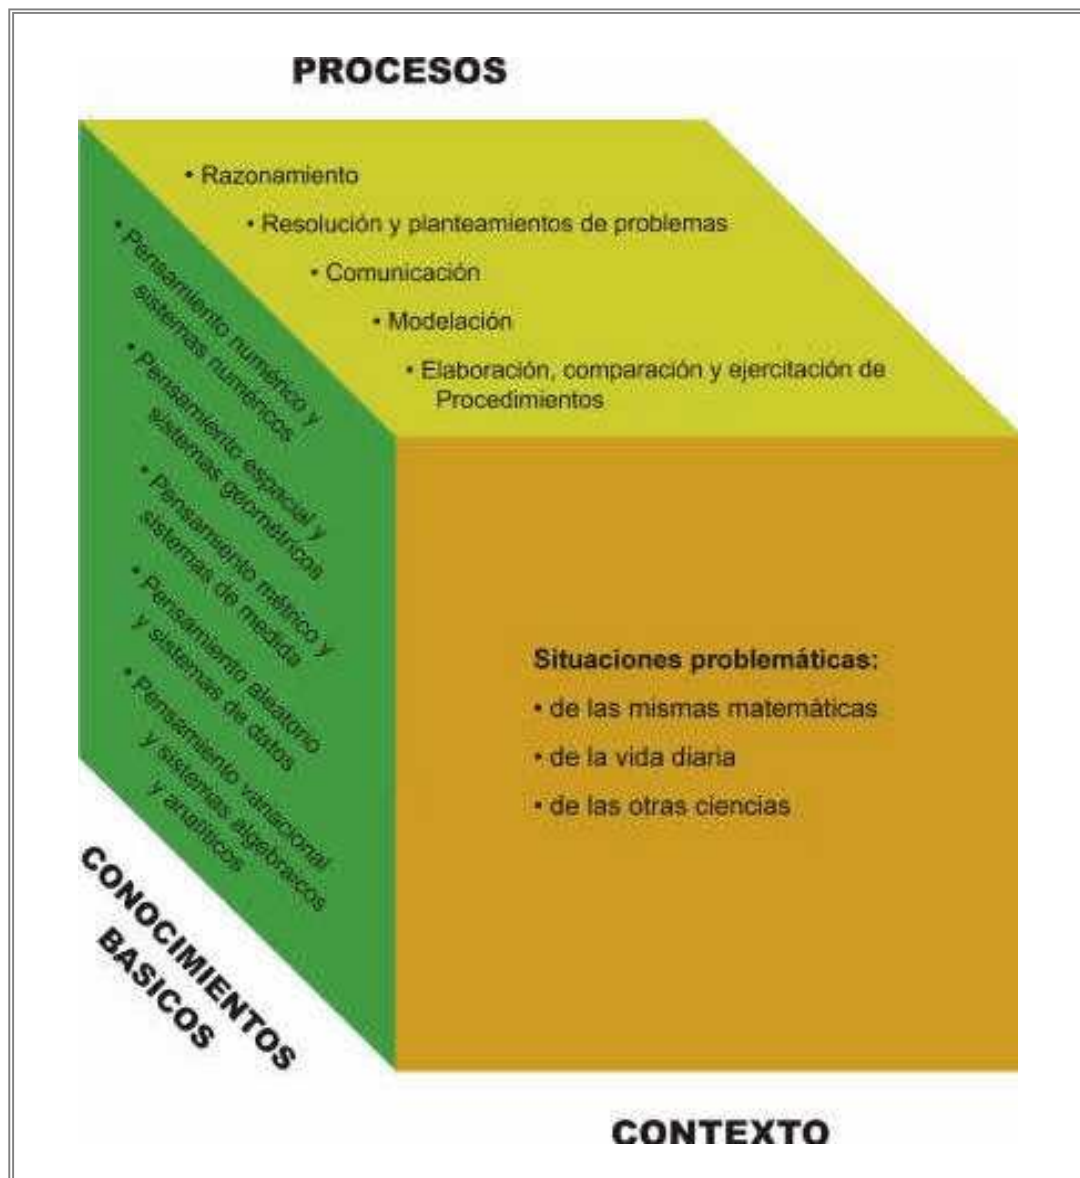 PROCESOS
• Razonamiento
• Resolución y planteamientos de problemas
• Comunicación
• Modelación
• Elaboración, comparación y ejercitación de
Procedimientos
• Pensamiento numérico y
sistemas numéricos
• Pensamiento espacial y
sistemas geométricos
• Pensamiento métrico y
sistemas de medida
• Pensamiento aleatorio
y sistemas de datos
• Pensamiento variacional
y sistemas algebraicos
y analíticos
CONOCIMIENTOS
BASICOS
Situaciones problemáticas:
• de las mismas matemáticas
• de la vida diaria
• de las otras ciencias
CONTEXTO